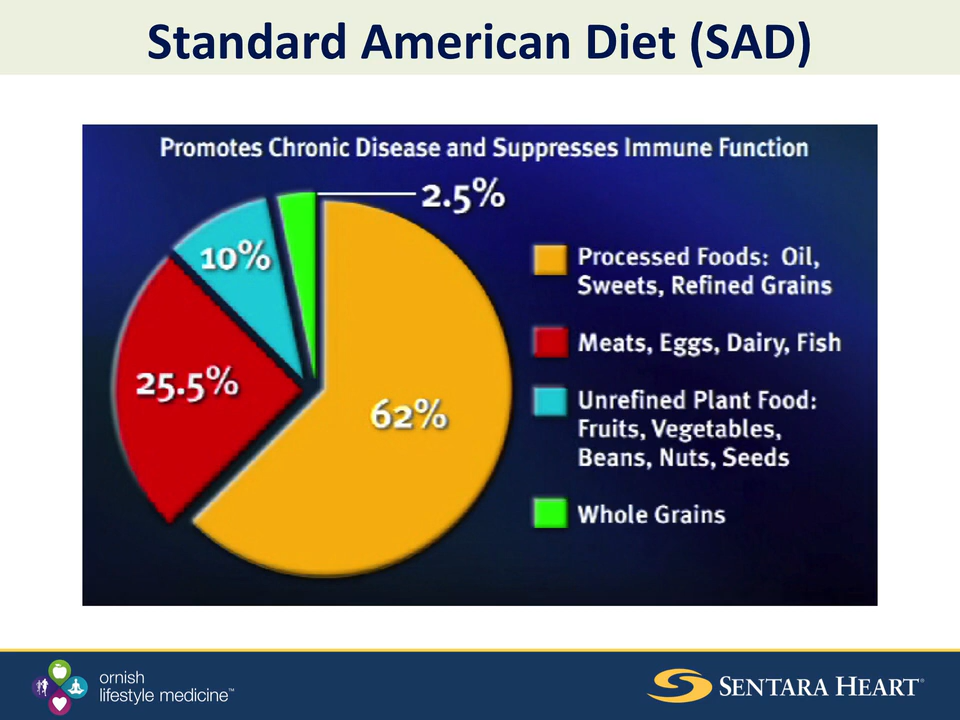 Standard American Diet (SAD)
Promotes Chronic Disease and Suppresses Immune Function
2.5%
10%
25.5%
62%
Processed Foods: Oil,
Sweets, Refined Grains
Meats, Eggs, Dairy, Fish
Unrefined Plant Food:
Fruits, Vegetables,
Beans, Nuts, Seeds
Whole Grains
ornish
lifestyle medicine™
SENTARA HEART®